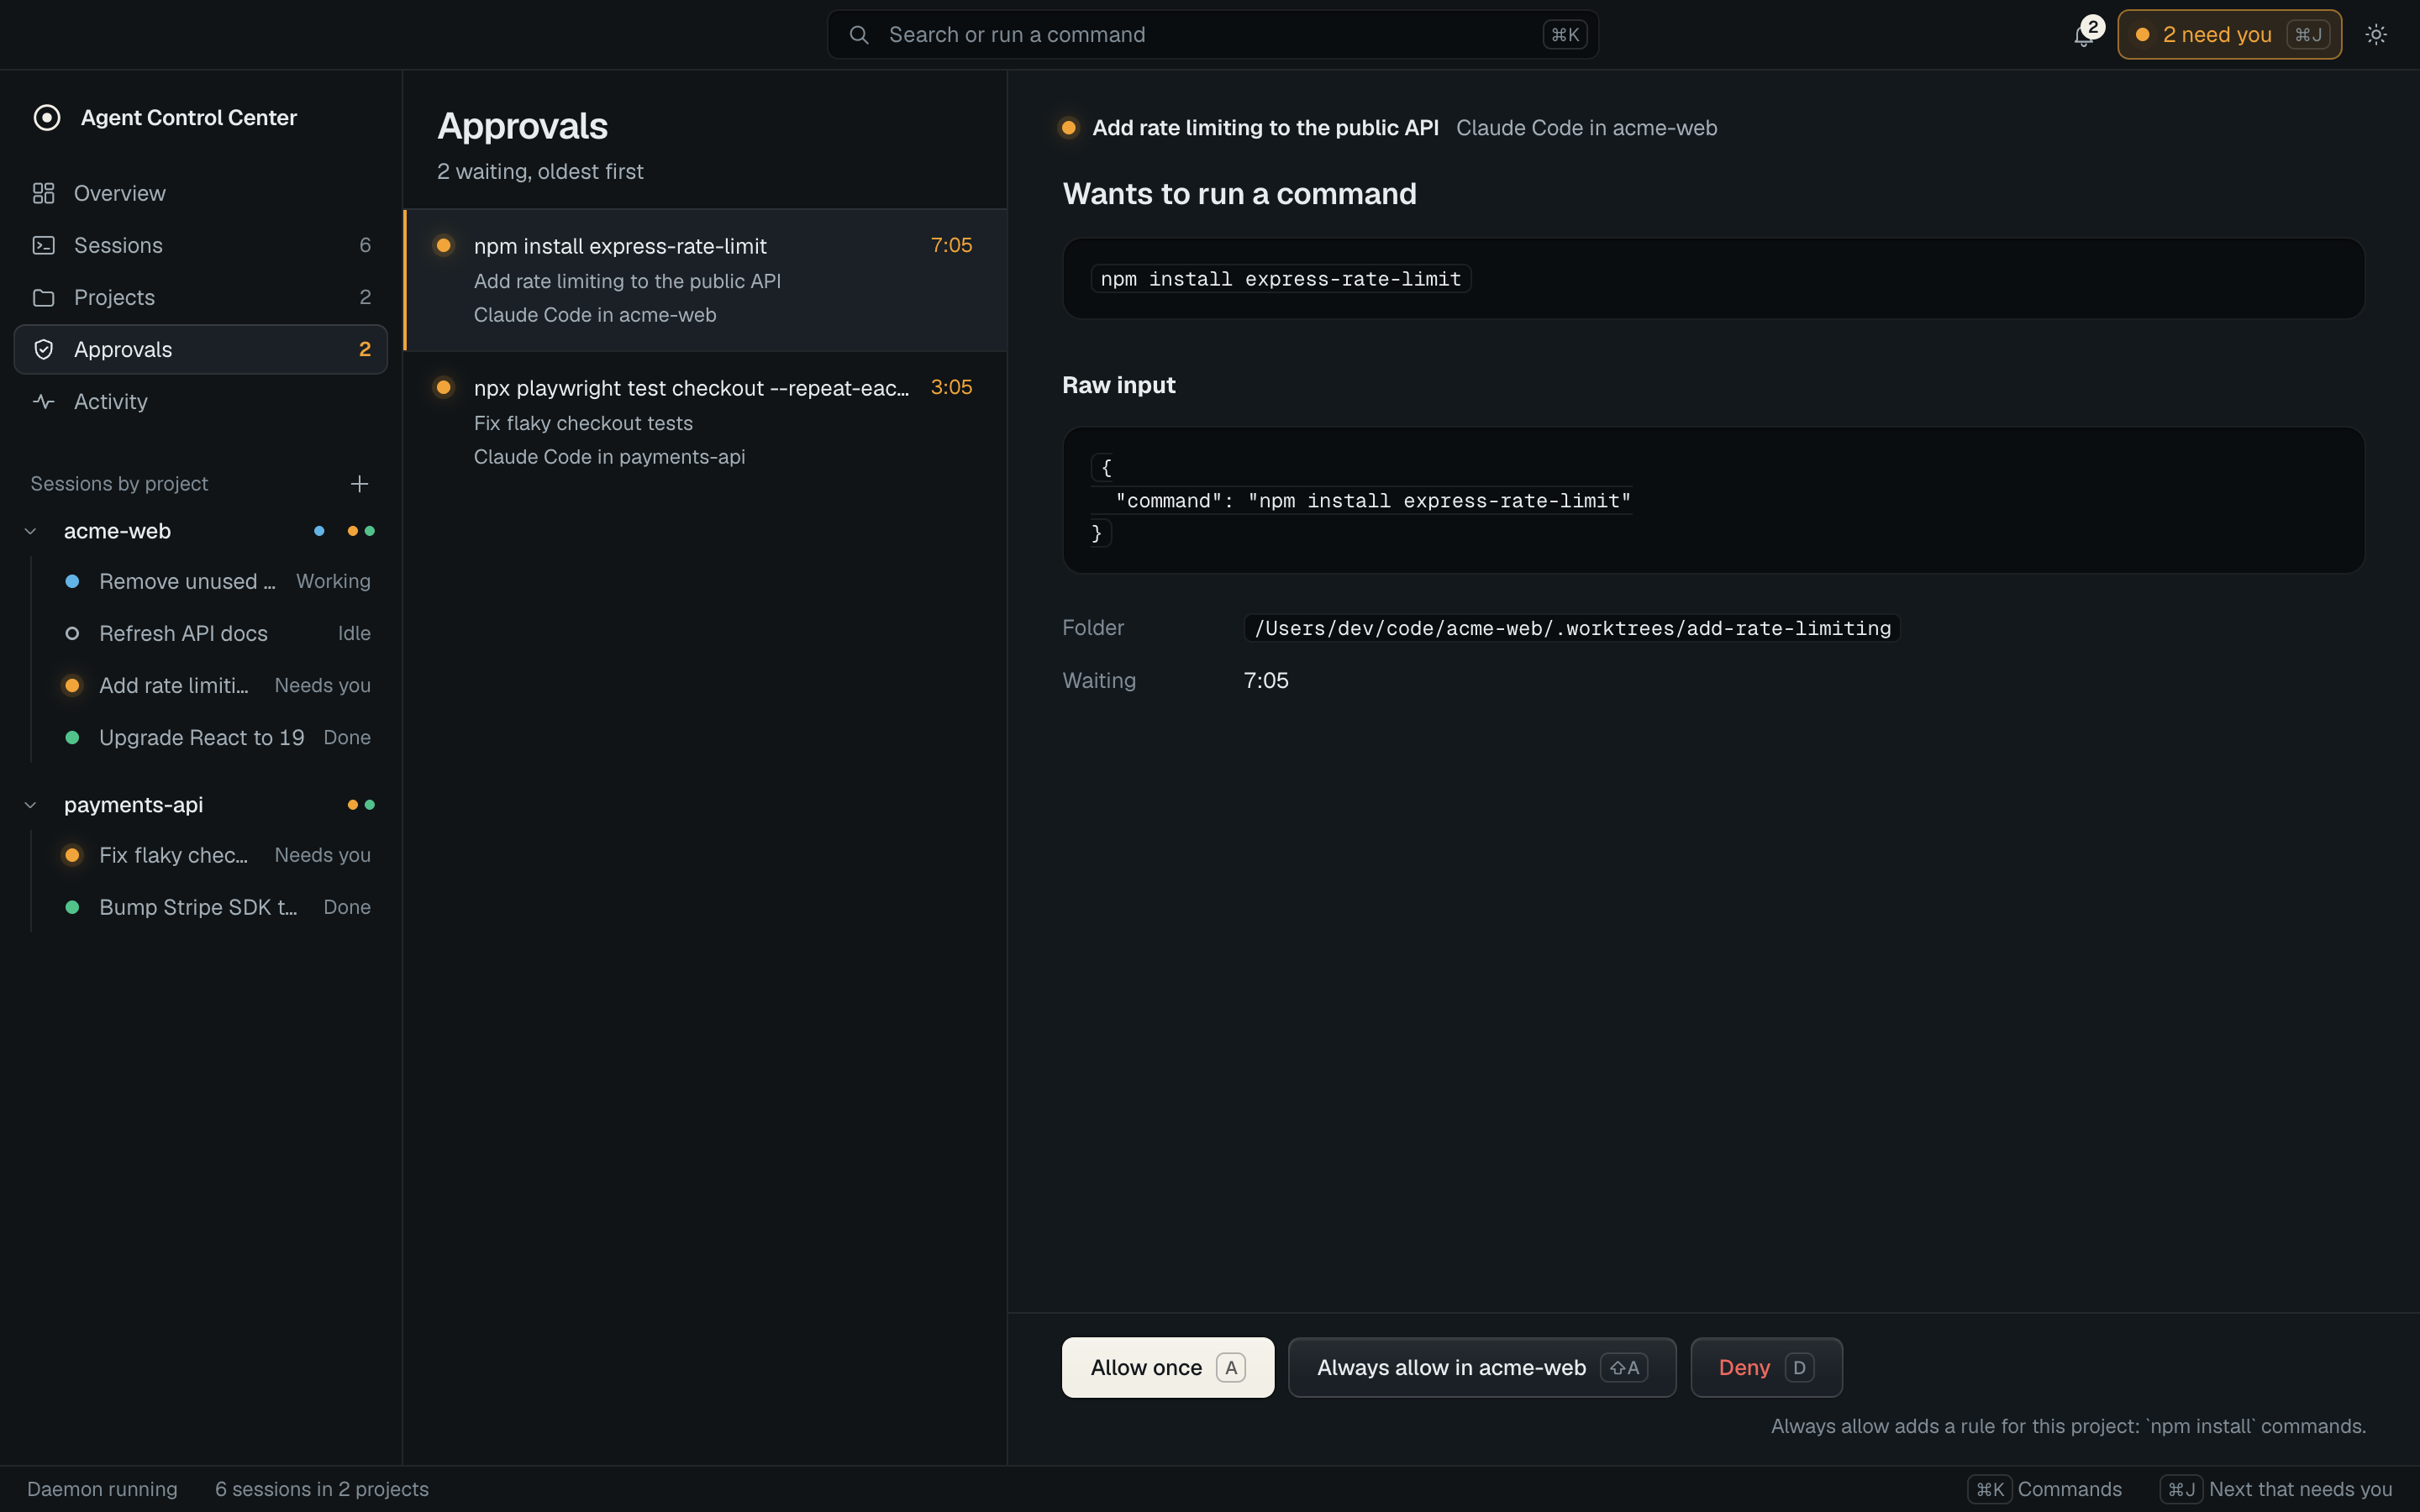 Search or run a command ⌘K
2
2 need you ⌘J
Agent Control Center
Overview
Sessions 6
Projects 2
Approvals 2
Activity
Sessions by project
acme-web
Remove unused ... Working
Refresh API docs Idle
Add rate limiti... Needs you
Upgrade React to 19 Done
payments-api
Fix flaky chec... Needs you
Bump Stripe SDK t... Done
Approvals
2 waiting, oldest first
npm install express-rate-limit 7:05
Add rate limiting to the public API
Claude Code in acme-web
npx playwright test checkout --repeat-eac... 3:05
Fix flaky checkout tests
Claude Code in payments-api
Add rate limiting to the public API Claude Code in acme-web
Wants to run a command
npm install express-rate-limit
Raw input
{
"command": "npm install express-rate-limit"
}
Folder /Users/dev/code/acme-web/.worktrees/add-rate-limiting
Waiting 7:05
Allow once A
Always allow in acme-web ⇧A
Deny D
Always allow adds a rule for this project: `npm install` commands.
Daemon running 6 sessions in 2 projects
⌘K Commands ⌘J Next that needs you